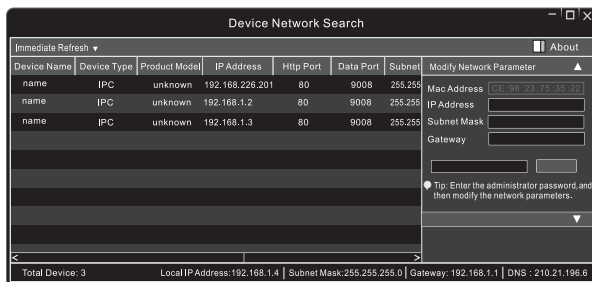 Device Network Search
Immediate Refresh ▼ About
Device Name Device Type Product Model IP Address Http Port Data Port Subnet Modify Network Parameter ▲
name IPC unknown 192.168.226.201 80 9008 255.255
name IPC unknown 192.168.1.2 80 9008 255.255
name IPC unknown 192.168.1.3 80 9008 255.255
Mac Address CE :98 :23 :75 :35 :22
IP Address
Subnet Mask
Gateway
Tip: Enter the administrator password, and
then modify the network parameters.
▼
< >
Total Device: 3 Local IP Address:192.168.1.4 Subnet Mask:255.255.255.0 Gateway: 192.168.1.1 DNS : 210.21.196.6